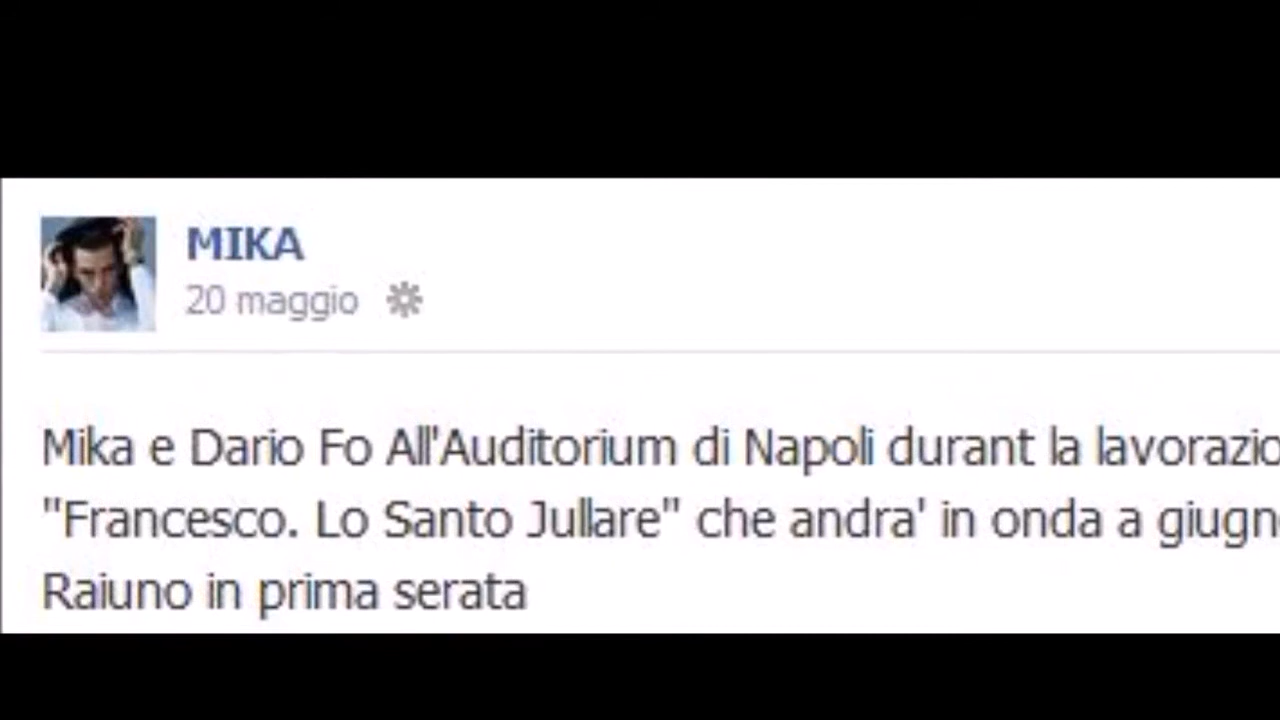 MIKA
20 maggio
Mika e Dario Fo All'Auditorium di Napoli durant la lavorazio
"Francesco. Lo Santo Jullare" che andra' in onda a giugn
Raiuno in prima serata